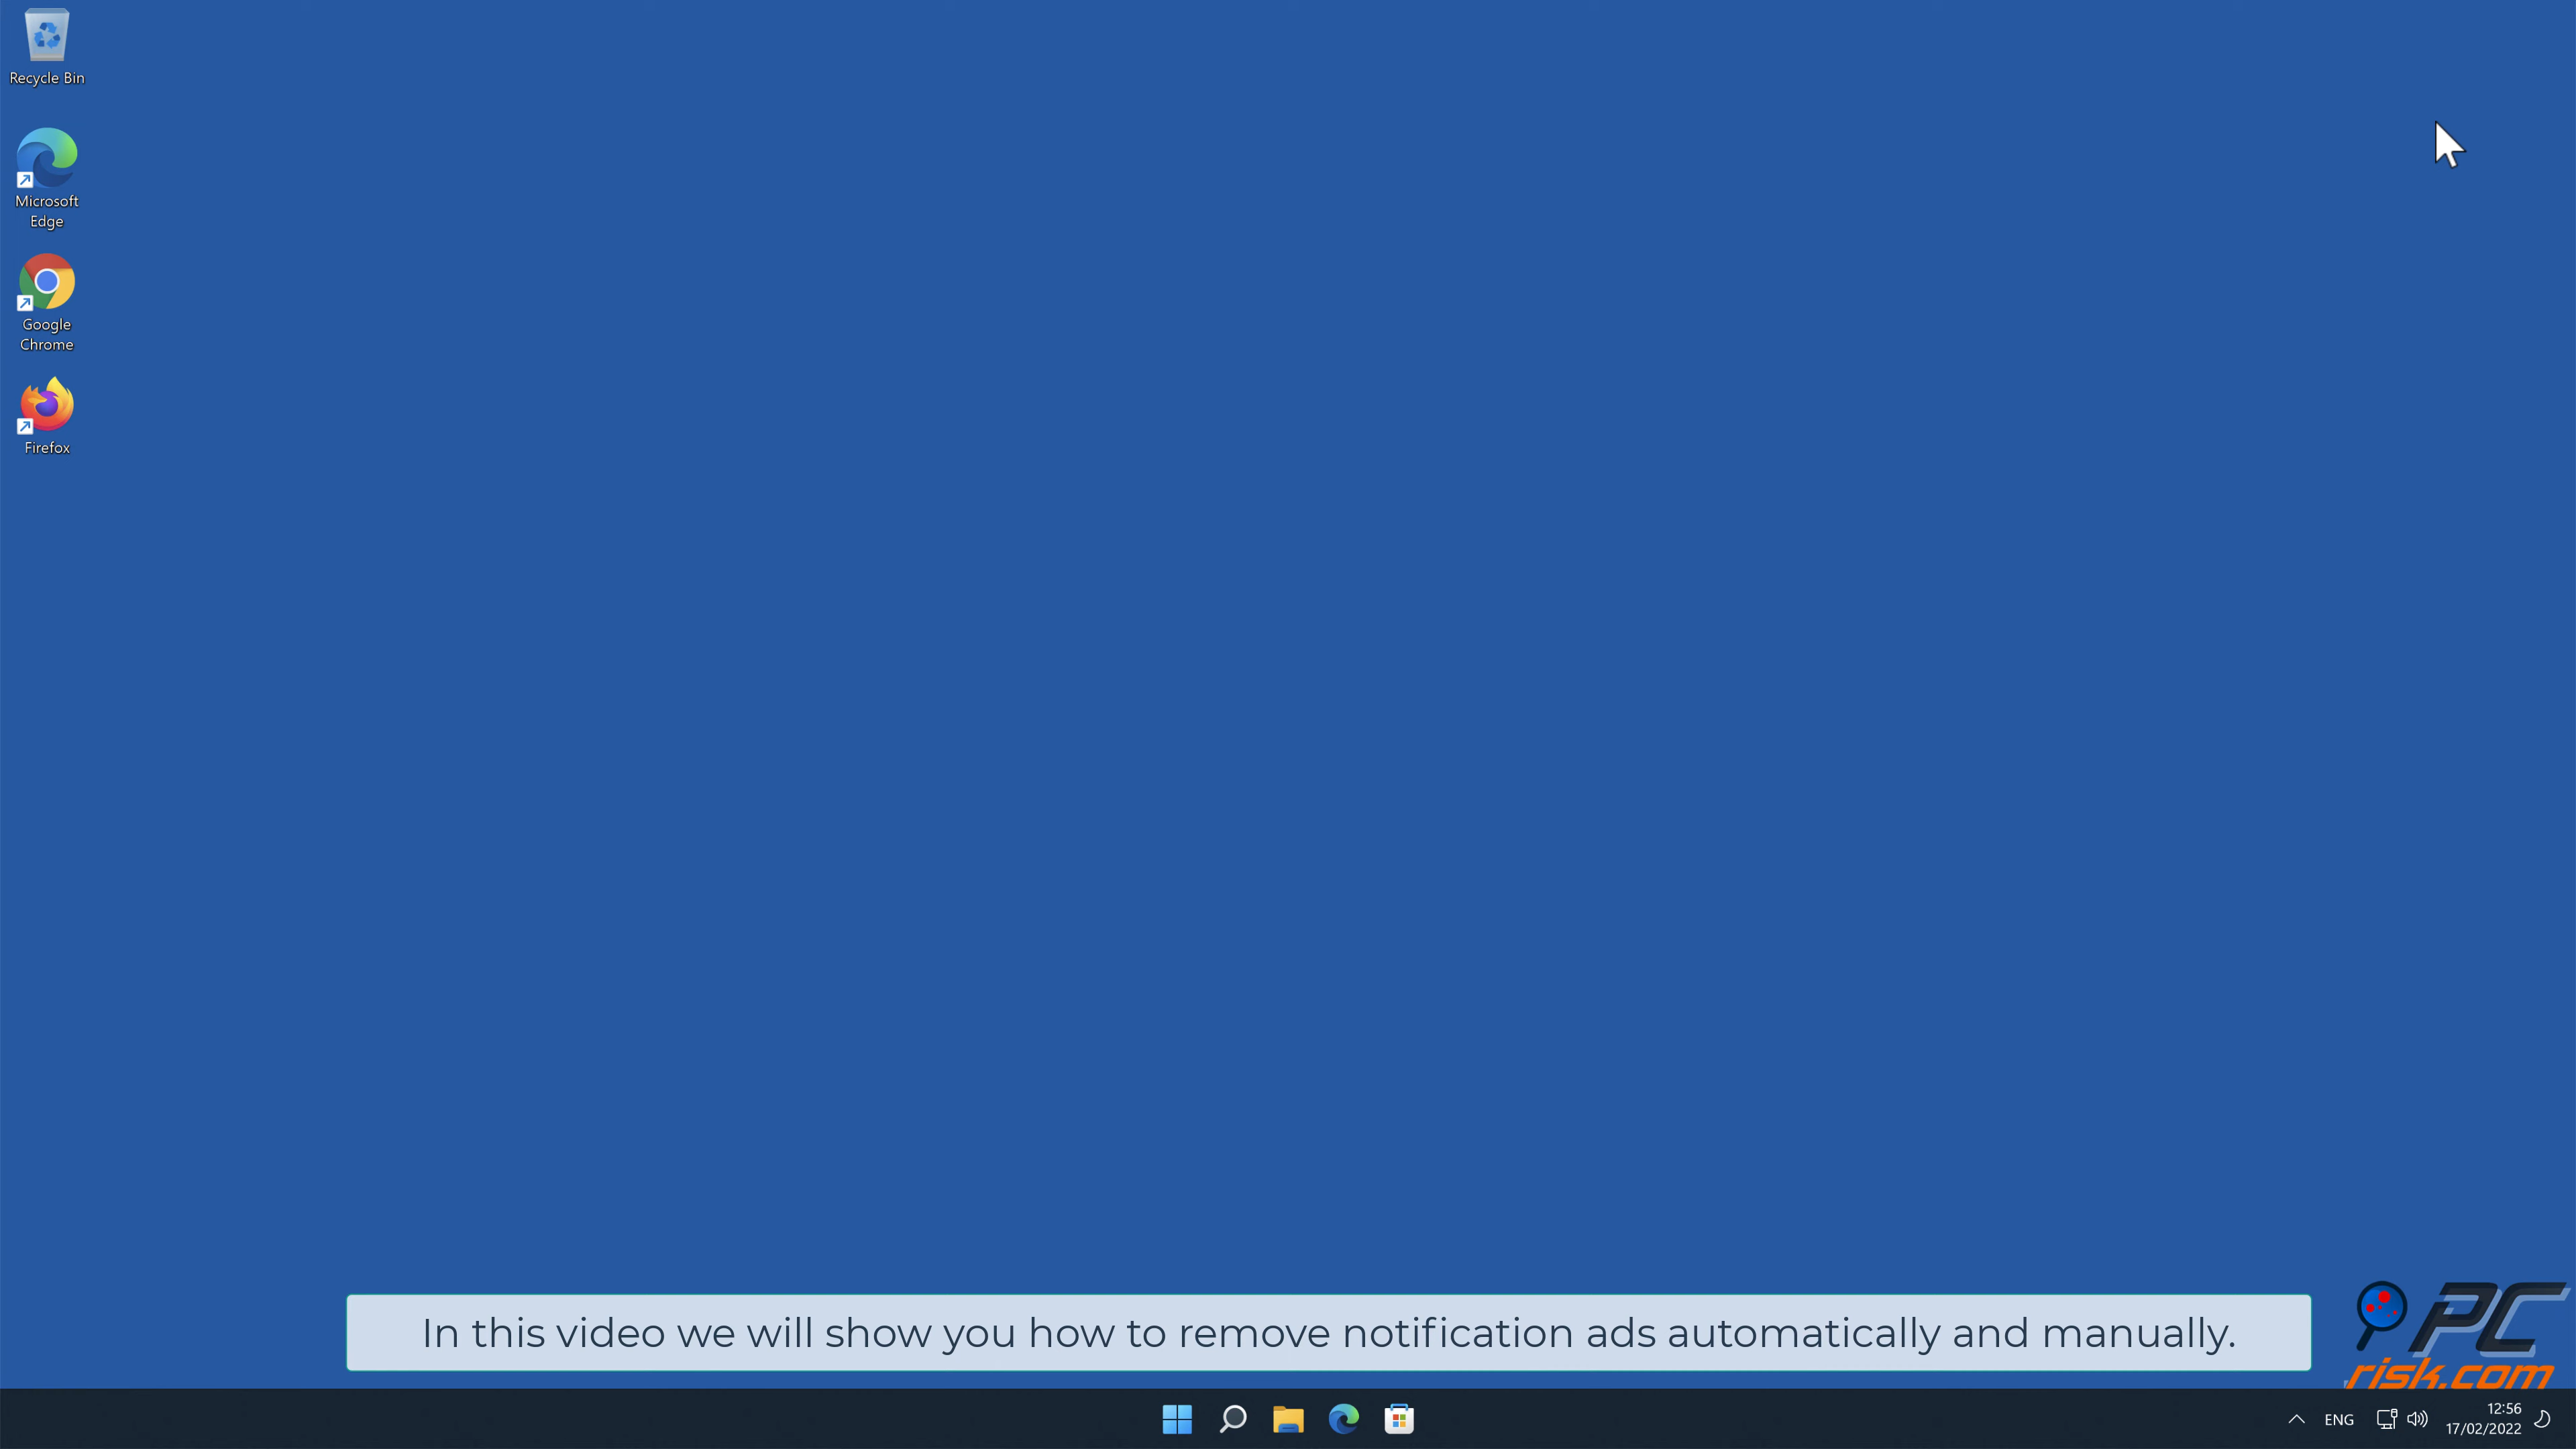 Recycle Bin
Microsoft
Edge
Google
Chrome
Firefox
In this video we will show you how to remove notification ads automatically and manually.
PC
risk.com
ENG
12:56
17/02/2022